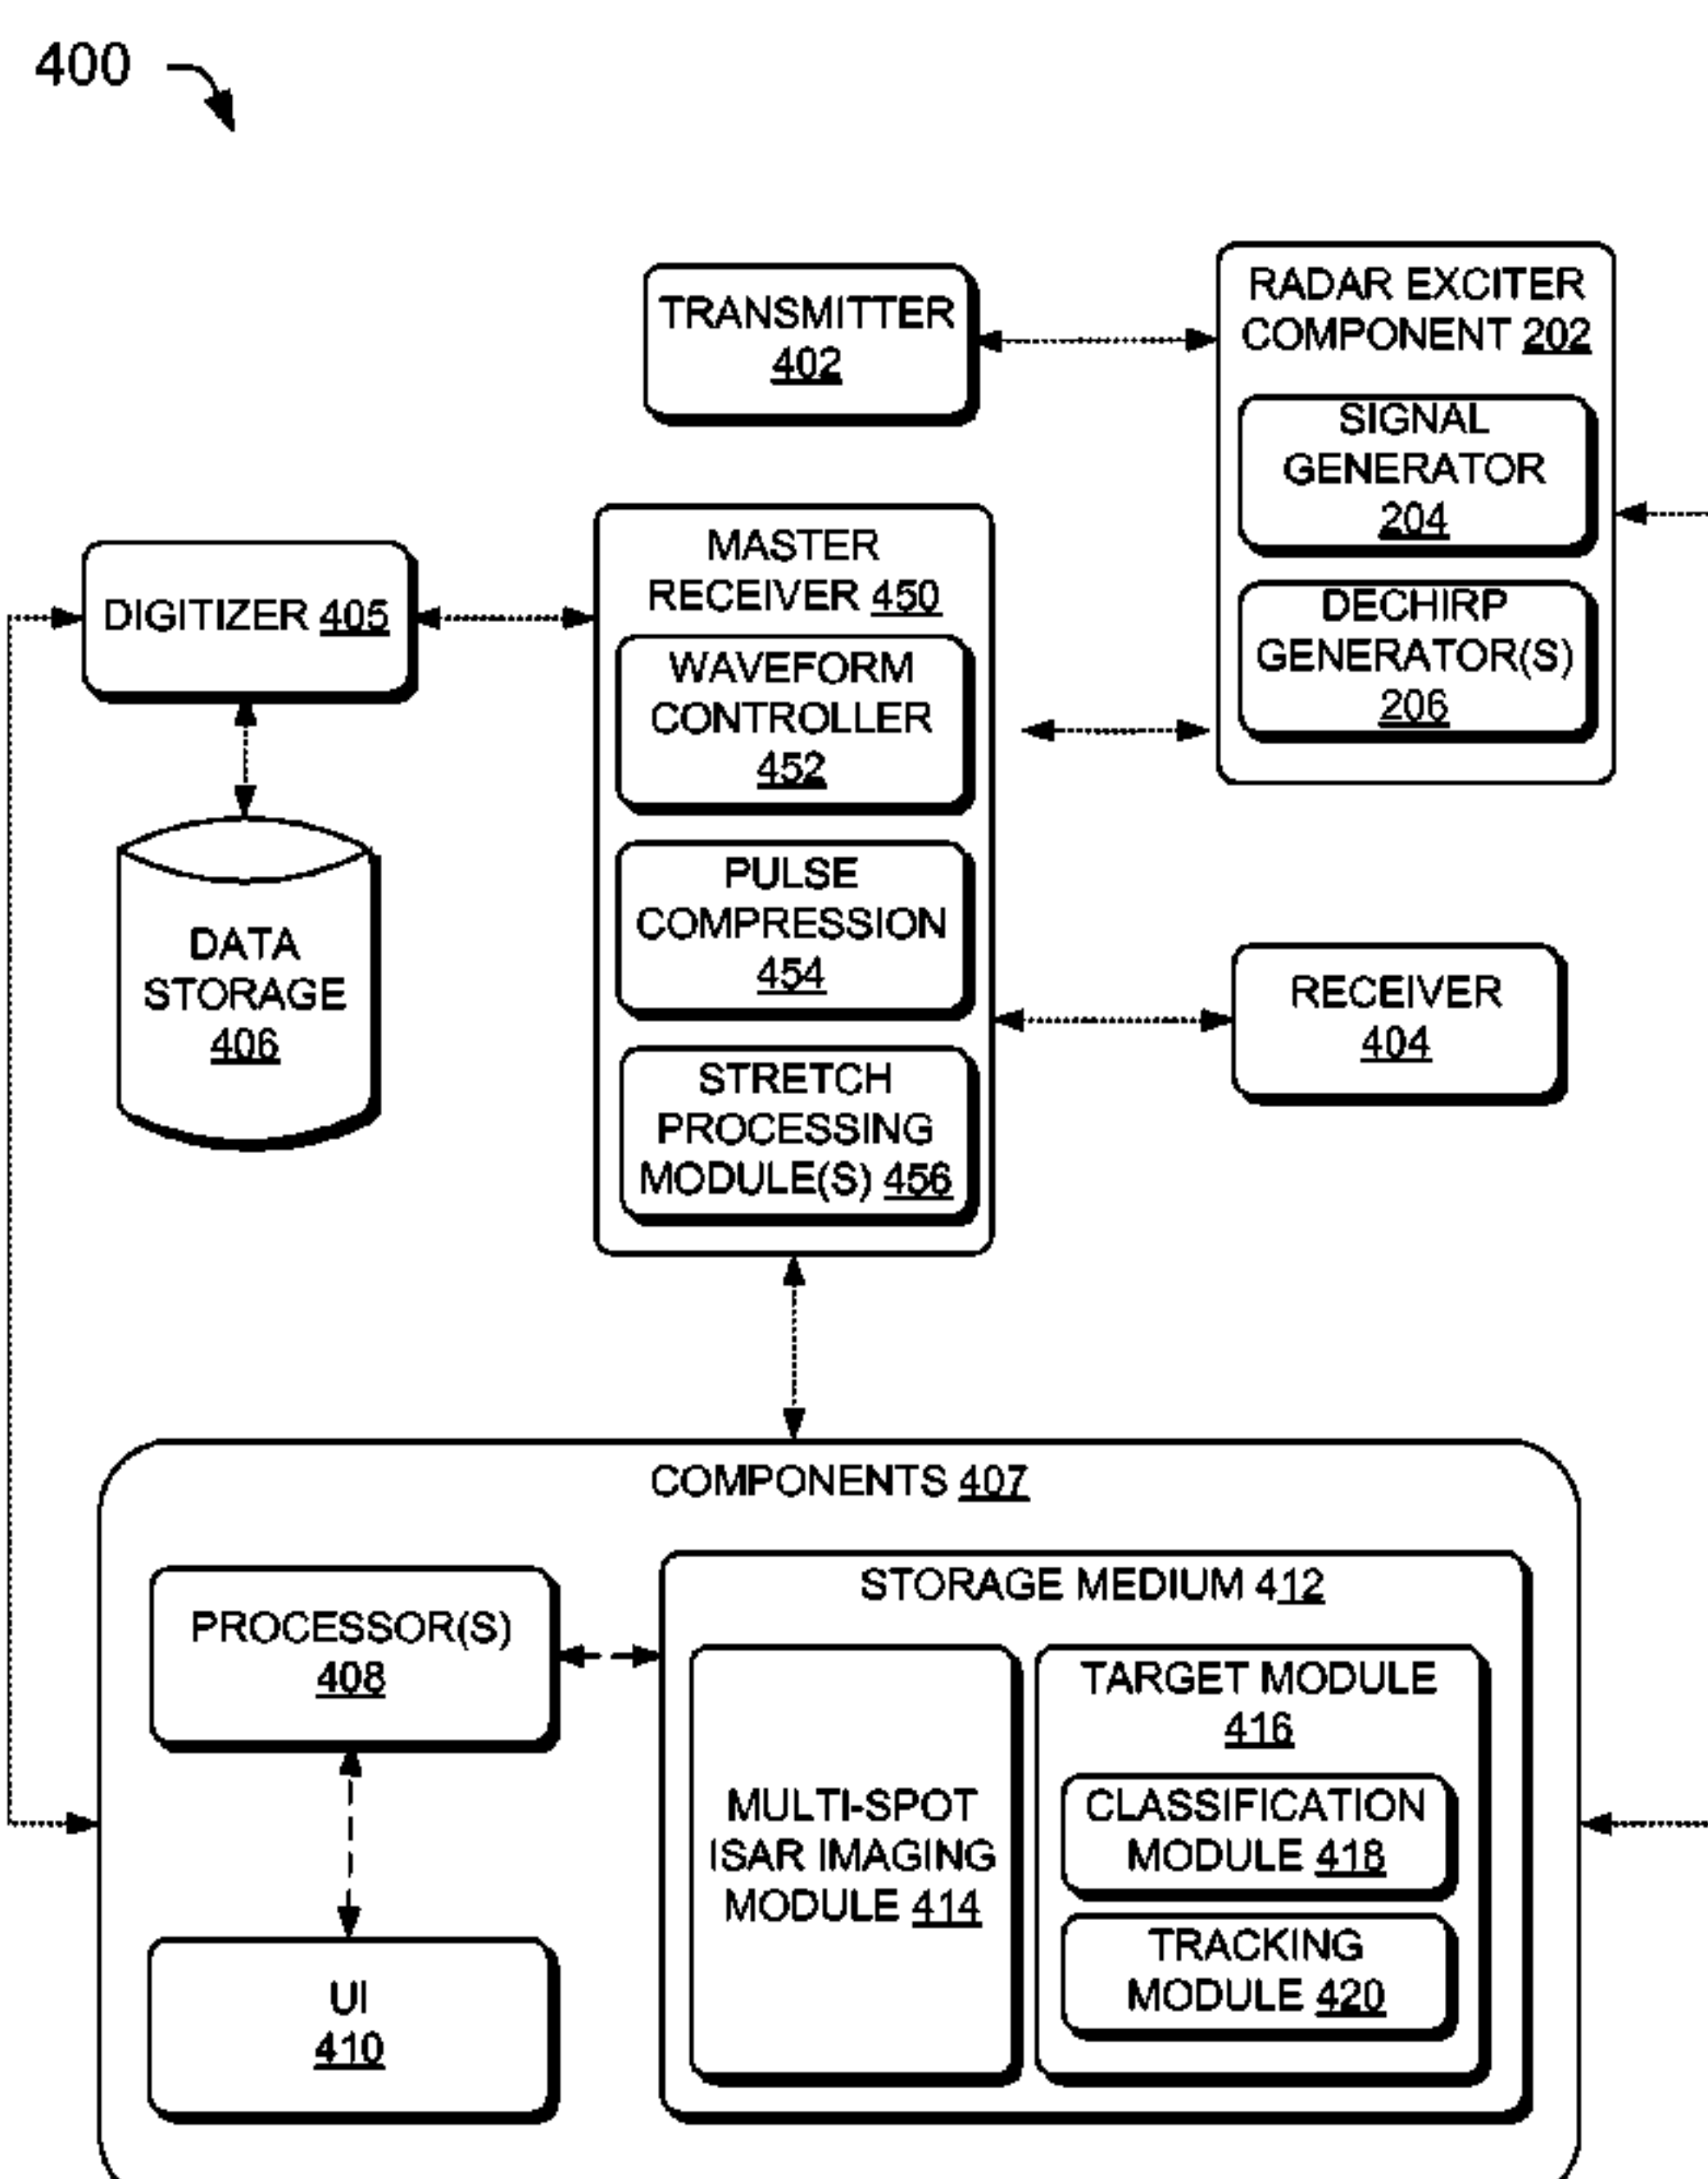 400
TRANSMITTER
402
RADAR EXCITER
COMPONENT 202
SIGNAL
GENERATOR
204
DECHIRP
GENERATOR(S)
206
DIGITIZER 405
MASTER
RECEIVER 450
WAVEFORM
CONTROLLER
452
PULSE
COMPRESSION
454
STRETCH
PROCESSING
MODULE(S) 456
DATA
STORAGE
406
RECEIVER
404
COMPONENTS 407
PROCESSOR(S)
408
UI
410
STORAGE MEDIUM 412
MULTI-SPOT
ISAR IMAGING
MODULE 414
TARGET MODULE
416
CLASSIFICATION
MODULE 418
TRACKING
MODULE 420